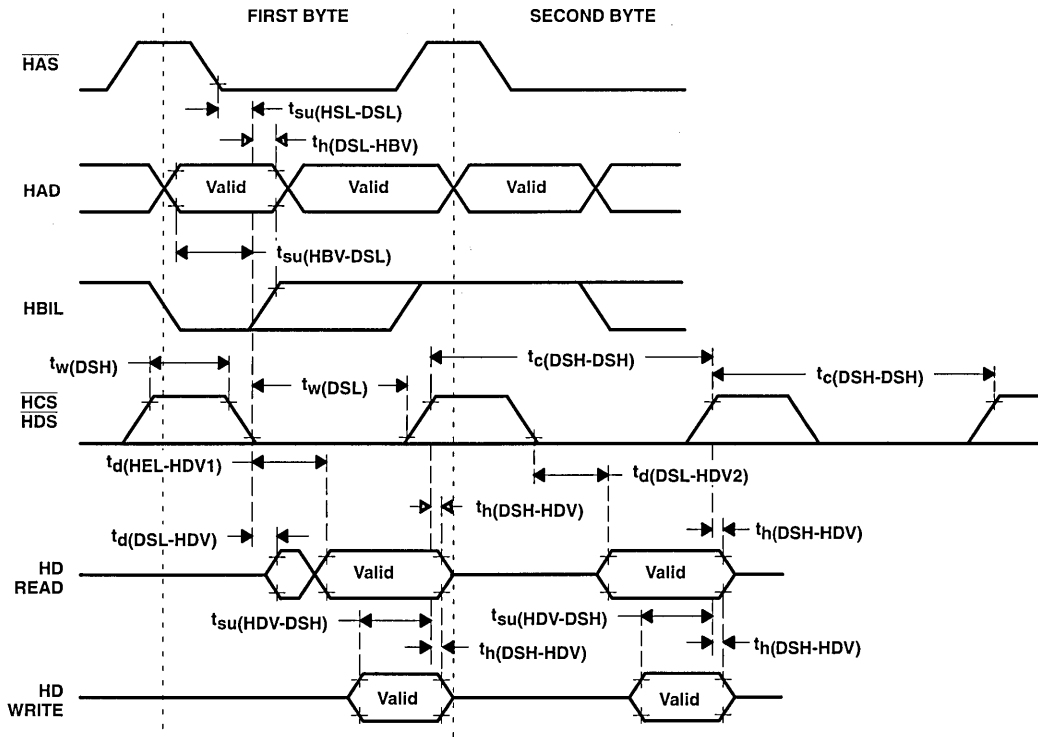 FIRST BYTE SECOND BYTE
HAS
tsu(HSL-DSL)
th(DSL-HBV)
HAD Valid Valid Valid
tsu(HBV-DSL)
HBIL
tw(DSH) tc(DSH-DSH)
tw(DSL) tc(DSH-DSH)
HCS
HDS
td(HEL-HDV1) td(DSL-HDV2)
th(DSH-HDV)
td(DSL-HDV) th(DSH-HDV)
HD
READ Valid Valid
tsu(HDV-DSH) tsu(HDV-DSH)
th(DSH-HDV) th(DSH-HDV)
HD
WRITE Valid Valid